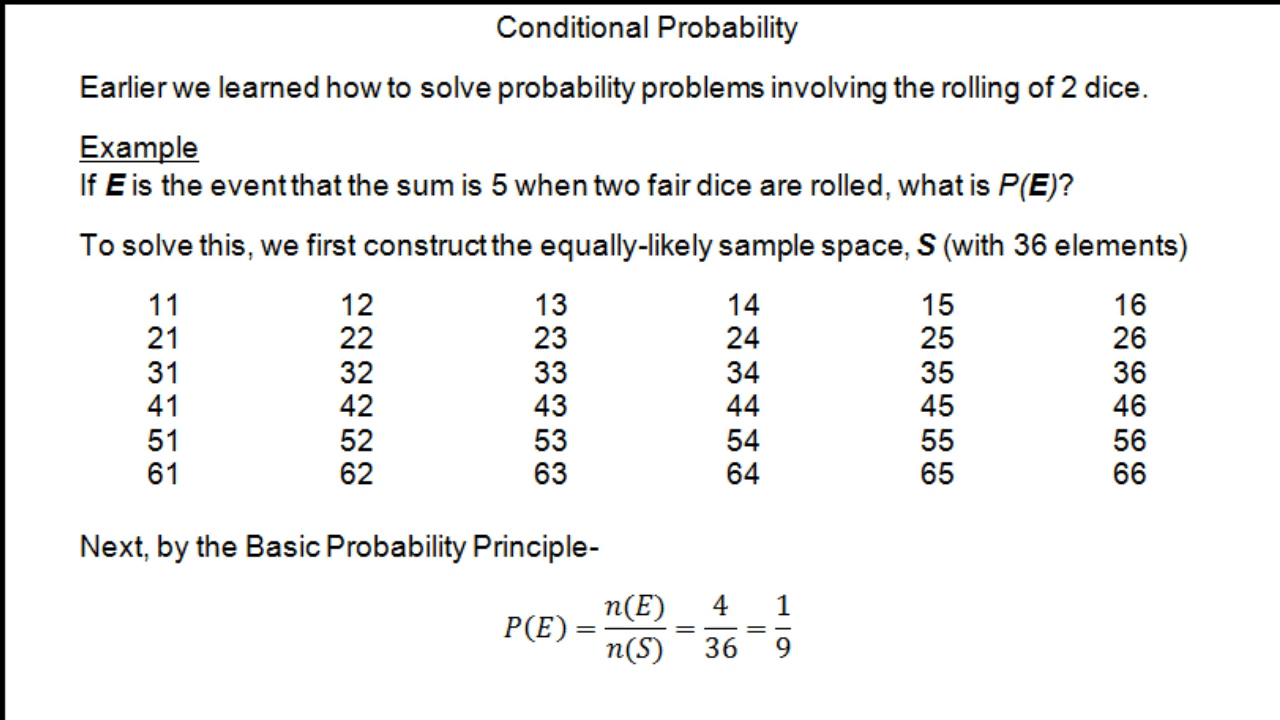 Conditional Probability
Earlier we learned how to solve probability problems involving the rolling of 2 dice.
Example
If E is the event that the sum is 5 when two fair dice are rolled, what is P(E)?
To solve this, we first construct the equally-likely sample space, S (with 36 elements)
11 12 13 14 15 16
21 22 23 24 25 26
31 32 33 34 35 36
41 42 43 44 45 46
51 52 53 54 55 56
61 62 63 64 65 66
Next, by the Basic Probability Principle-
P(E) = n(E)/n(S) = 4/36 = 1/9